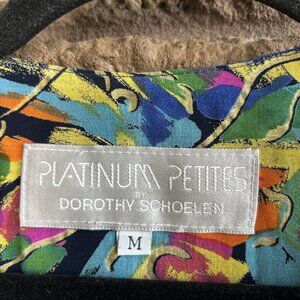 PLATINUM PETITES
BY
DOROTHY SCHOELEN
M